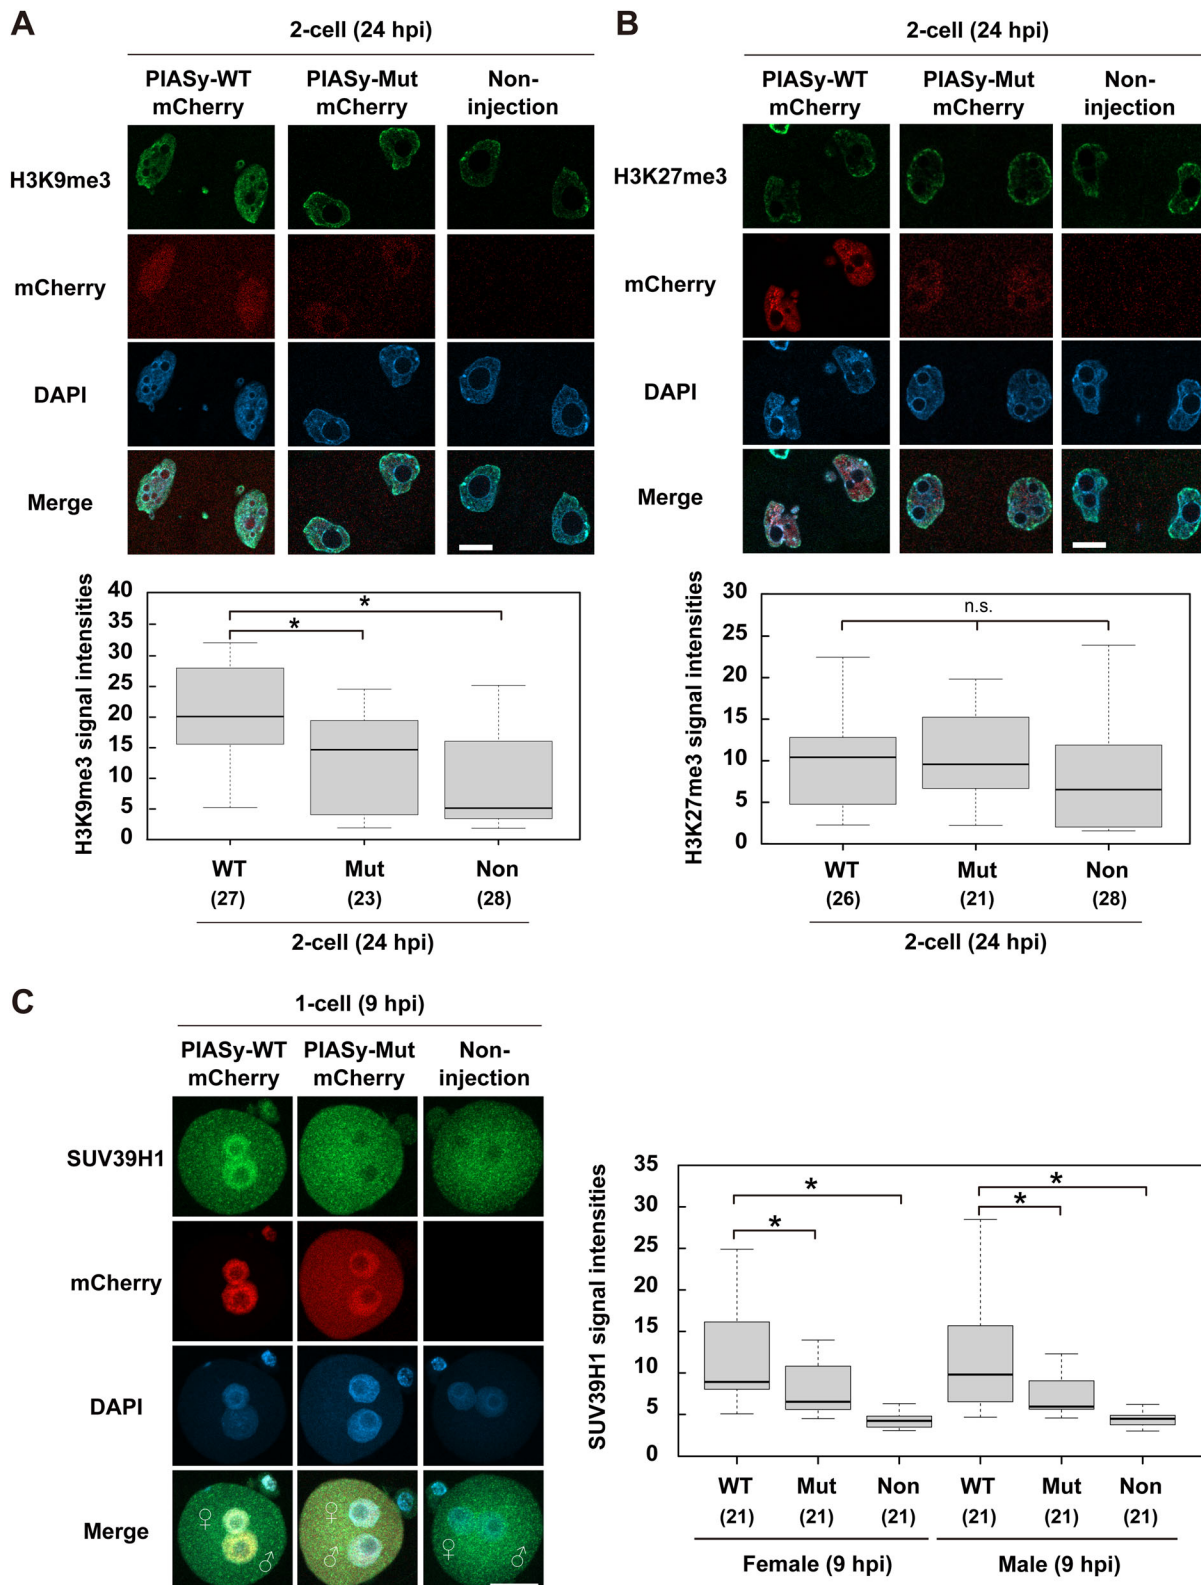 A
2-cell (24 hpi)
PIASy-WT mCherry
PIASy-Mut mCherry
Non-injection
H3K9me3
mCherry
DAPI
Merge
H3K9me3 signal intensities
40
35
30
25
20
15
10
5
0
*
*
WT
Mut
Non
(27)
(23)
(28)
2-cell (24 hpi)
B
2-cell (24 hpi)
PIASy-WT mCherry
PIASy-Mut mCherry
Non-injection
H3K27me3
mCherry
DAPI
Merge
H3K27me3 signal intensities
30
25
20
15
10
5
0
n.s.
WT
Mut
Non
(26)
(21)
(28)
2-cell (24 hpi)
C
1-cell (9 hpi)
PIASy-WT mCherry
PIASy-Mut mCherry
Non-injection
SUV39H1
mCherry
DAPI
Merge
♀
♂
♀
♂
♀
♂
SUV39H1 signal intensities
35
30
25
20
15
10
5
0
*
*
*
*
WT
Mut
Non
WT
Mut
Non
(21)
(21)
(21)
(21)
(21)
(21)
Female (9 hpi)
Male (9 hpi)